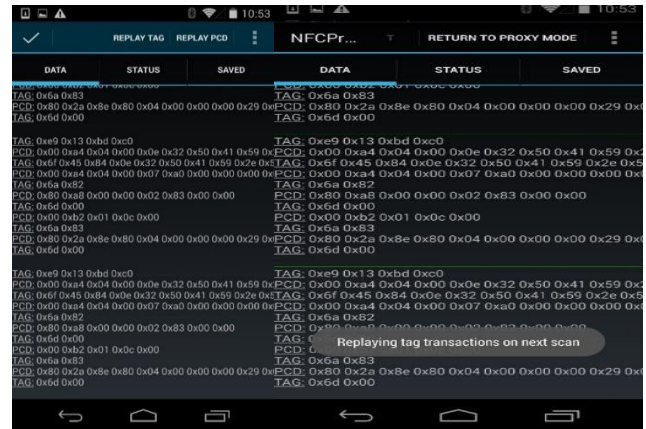 10:53
REPLAY TAG REPLAY PCD
DATA STATUS SAVED
TAG: 0x6a 0x83
PCD: 0x80 0x2a 0x8e 0x80 0x04 0x00 0x00 0x00 0x29 0x
TAG: 0x6d 0x00
TAG: 0xe9 0x13 0xbd 0xc0
PCD: 0x00 0xa4 0x04 0x00 0x0e 0x32 0x50 0x41 0x59 0x
TAG: 0x6f 0x45 0x84 0x0e 0x32 0x50 0x41 0x59 0x2e 0x5
PCD: 0x00 0xa4 0x04 0x00 0x07 0xa0 0x00 0x00 0x00 0x
TAG: 0x6a 0x82
PCD: 0x80 0xa8 0x00 0x00 0x02 0x83 0x00 0x00
TAG: 0x6d 0x00
PCD: 0x00 0xb2 0x01 0x0c 0x00
TAG: 0x6a 0x83
PCD: 0x80 0x2a 0x8e 0x80 0x04 0x00 0x00 0x00 0x29 0x
TAG: 0x6d 0x00
TAG: 0xe9 0x13 0xbd 0xc0
PCD: 0x00 0xa4 0x04 0x00 0x0e 0x32 0x50 0x41 0x59 0x
TAG: 0x6f 0x45 0x84 0x0e 0x32 0x50 0x41 0x59 0x2e 0x5
PCD: 0x00 0xa4 0x04 0x00 0x07 0xa0 0x00 0x00 0x00 0x
TAG: 0x6a 0x82
PCD: 0x80 0xa8 0x00 0x00 0x02 0x83 0x00 0x00
TAG: 0x6d 0x00
PCD: 0x00 0xb2 0x01 0x0c 0x00
TAG: 0x6a 0x83
PCD: 0x80 0x2a 0x8e 0x80 0x04 0x00 0x00 0x00 0x29 0x
TAG: 0x6d 0x00
10:53
NFCPr... T RETURN TO PROXY MODE
DATA STATUS SAVED
TAG: 0x6a 0x83
PCD: 0x80 0x2a 0x8e 0x80 0x04 0x00 0x00 0x00 0x29 0x
TAG: 0x6d 0x00
TAG: 0xe9 0x13 0xbd 0xc0
PCD: 0x00 0xa4 0x04 0x00 0x0e 0x32 0x50 0x41 0x59 0x
TAG: 0x6f 0x45 0x84 0x0e 0x32 0x50 0x41 0x59 0x2e 0x5
PCD: 0x00 0xa4 0x04 0x00 0x07 0xa0 0x00 0x00 0x00 0x
TAG: 0x6a 0x82
PCD: 0x80 0xa8 0x00 0x00 0x02 0x83 0x00 0x00
TAG: 0x6d 0x00
PCD: 0x00 0xb2 0x01 0x0c 0x00
TAG: 0x6a 0x83
PCD: 0x80 0x2a 0x8e 0x80 0x04 0x00 0x00 0x00 0x29 0x
TAG: 0x6d 0x00
TAG: 0xe9 0x13 0xbd 0xc0
PCD: 0x00 0xa4 0x04 0x00 0x0e 0x32 0x50 0x41 0x59 0x
TAG: 0x6f 0x45 0x84 0x0e 0x32 0x50 0x41 0x59 0x2e 0x5
PCD: 0x00 0xa4 0x04 0x00 0x07 0xa0 0x00 0x00 0x00 0x
TAG: 0x6a 0x82
TAG:
Replaying tag transactions on next scan
TAG: 0x6a 0x83
PCD: 0x80 0x2a 0x8e 0x80 0x04 0x00 0x00 0x00 0x29 0x
TAG: 0x6d 0x00